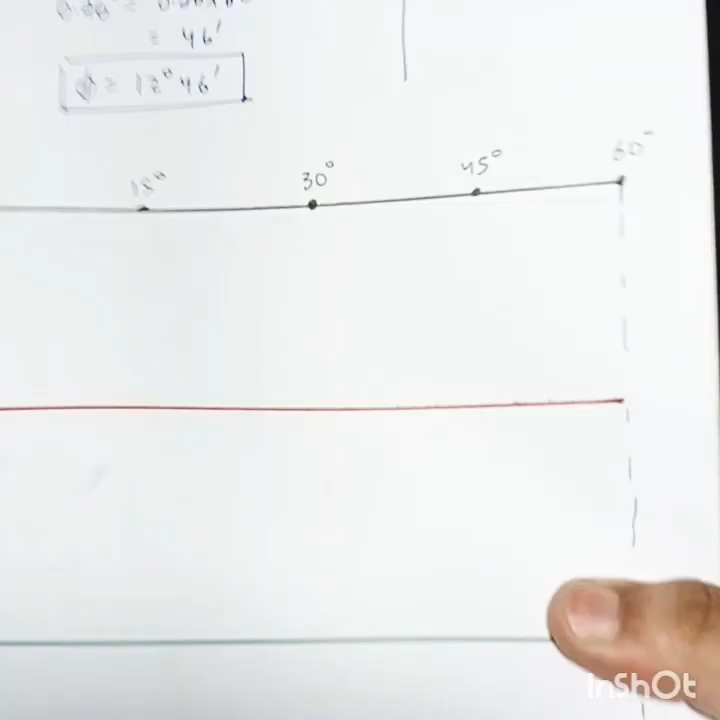 = 46'
φ = 12° 46'
15° 30° 45° 60°
InShOt